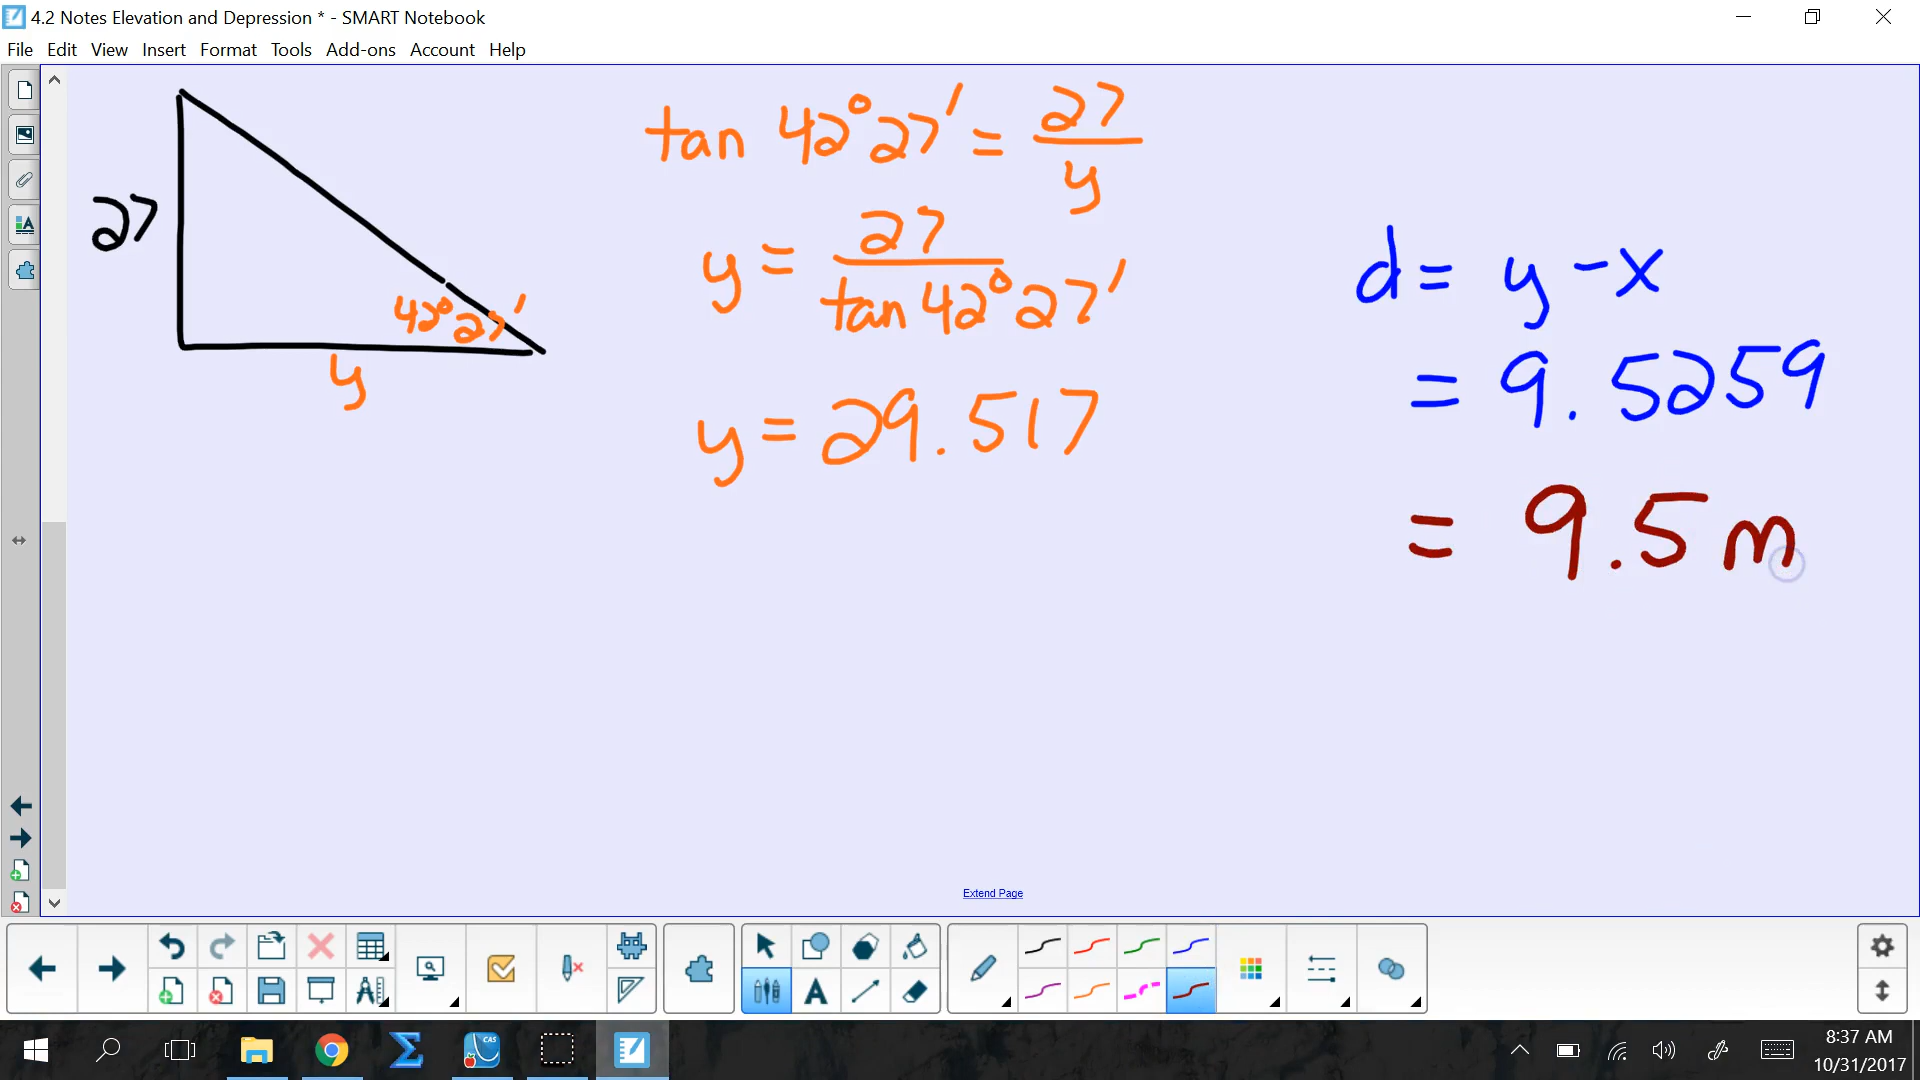 4.2 Notes Elevation and Depression * - SMART Notebook
File Edit View Insert Format Tools Add-ons Account Help
27
42° 27'
y
tan 42° 27' = 27/y
y = 27/tan 42° 27'
y = 29.517
d = y - x
= 9.5259
= 9.5 m
Extend Page
A
CAS
8:37 AM
10/31/2017